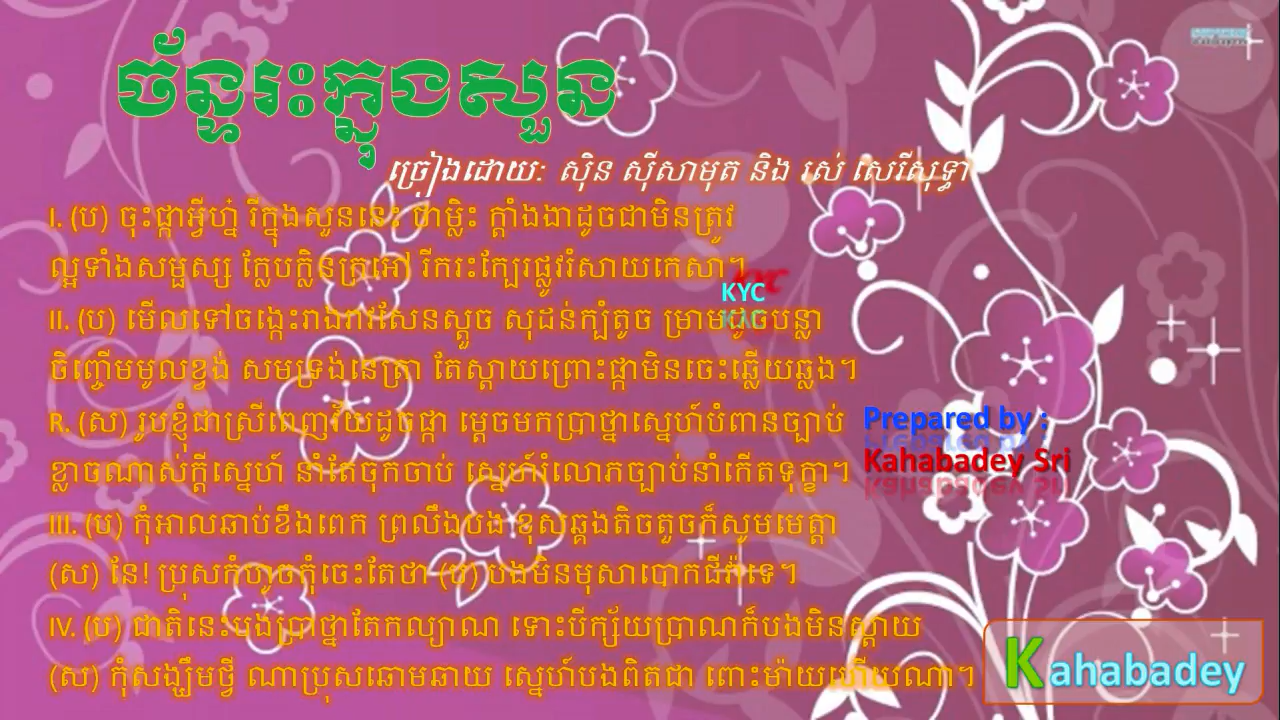 ច័ន្ទរះក្នុងសួន
ច្រៀងដោយ: ស៊ិន ស៊ីសាមុត និង រស់ សេរីសុទ្ធា
I. (ប) ចុះផ្កាអ្វីហ្ន៎ រីក្នុងសួននេះ ជាម្លិះ ក្ដាំងងាដូចជាមិនត្រូវ
ល្អទាំងសម្ផស្ស ក្លែបក្លិនក្រអៅ រីករះក្បែរផ្លូវរំសាយកេសា។
KYC
II. (ប) មើលទៅចង្កេះរាងរាវសែនស្ដួច សុដន់ក្បំតូច ម្រាមដូចបន្លា
ចិញ្ចើមមូលខ្វង់ សមទ្រង់នេត្រា តែស្ដាយព្រោះផ្កាមិនចេះឆ្លើយឆ្លង។
R. (ស) រូបខ្ញុំជាស្រីពេញវ័យដូចផ្កា ម្ដេចមកប្រាថ្នាស្នេហ៍បំពានច្បាប់
Prepared by :
ខ្លាចណាស់ក្ដីស្នេហ៍ នាំតែចុកចាប់ ស្នេហ៍រំលោភច្បាប់នាំកើតទុក្ខា។
Kahabadey Sri
III. (ប) កុំអាលឆាប់ខឹងពេក ព្រលឹងបង ខុសឆ្គងតិចតួចក៏សូមមេត្តា
(ស) នែ! ប្រុសកំហូចកុំចេះតែថា (ប) បងមិនមុសាបោកជីវ៉ាទេ។
IV. (ប) ជាតិនេះបងប្រាថ្នាតែកល្យាណ ទោះបីក្ស័យប្រាណក៏បងមិនស្ដាយ
(ស) កុំសង្ឃឹមថ្វី ណាប្រុសឆោមឆាយ ស្នេហ៍បងពិតជា ពោះម៉ាយហើយណា។
Kahabadey